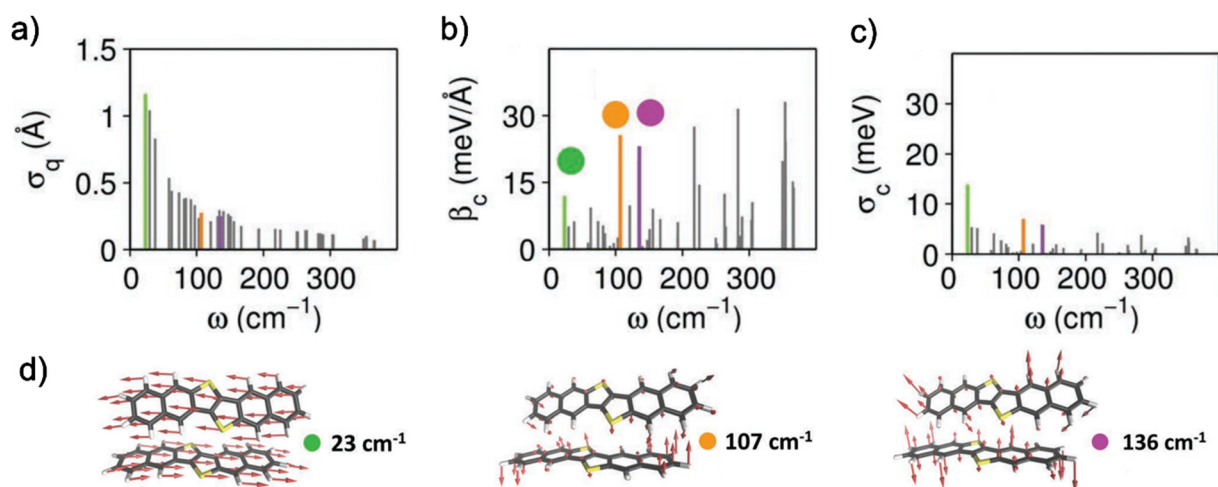 a)
1.5
1
0.5
0
σq (Å)
0 100 200 300
ω (cm⁻¹)
b)
30
15
0
βc (meV/Å)
0 100 200 300
ω (cm⁻¹)
c)
40
30
20
10
0
σc (meV)
0 100 200 300
ω (cm⁻¹)
d)
23 cm⁻¹
107 cm⁻¹
136 cm⁻¹